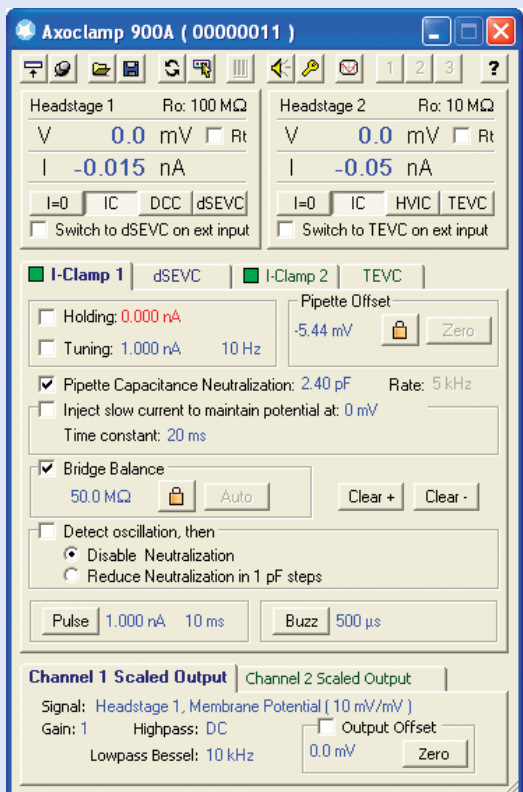 Axoclamp 900A ( 00000011 )
1 2 3 ?
Headstage 1 Ro: 100 MΩ
V 0.0 mV Rt
I -0.015 nA
I=0 IC DCC dSEVC
Switch to dSEVC on ext input
Headstage 2 Ro: 10 MΩ
V 0.0 mV Rt
I -0.05 nA
I=0 IC HVIC TEVC
Switch to TEVC on ext input
I-Clamp 1 dSEVC I-Clamp 2 TEVC
Holding: 0.000 nA
Tuning: 1.000 nA 10 Hz
Pipette Offset
-5.44 mV Zero
Pipette Capacitance Neutralization: 2.40 pF Rate: 5 kHz
Inject slow current to maintain potential at: 0 mV
Time constant: 20 ms
Bridge Balance
50.0 MΩ Auto Clear + Clear -
Detect oscillation, then
Disable Neutralization
Reduce Neutralization in 1 pF steps
Pulse 1.000 nA 10 ms Buzz 500 µs
Channel 1 Scaled Output Channel 2 Scaled Output
Signal: Headstage 1, Membrane Potential ( 10 mV/mV )
Gain: 1 Highpass: DC
Lowpass Bessel: 10 kHz
Output Offset
0.0 mV Zero